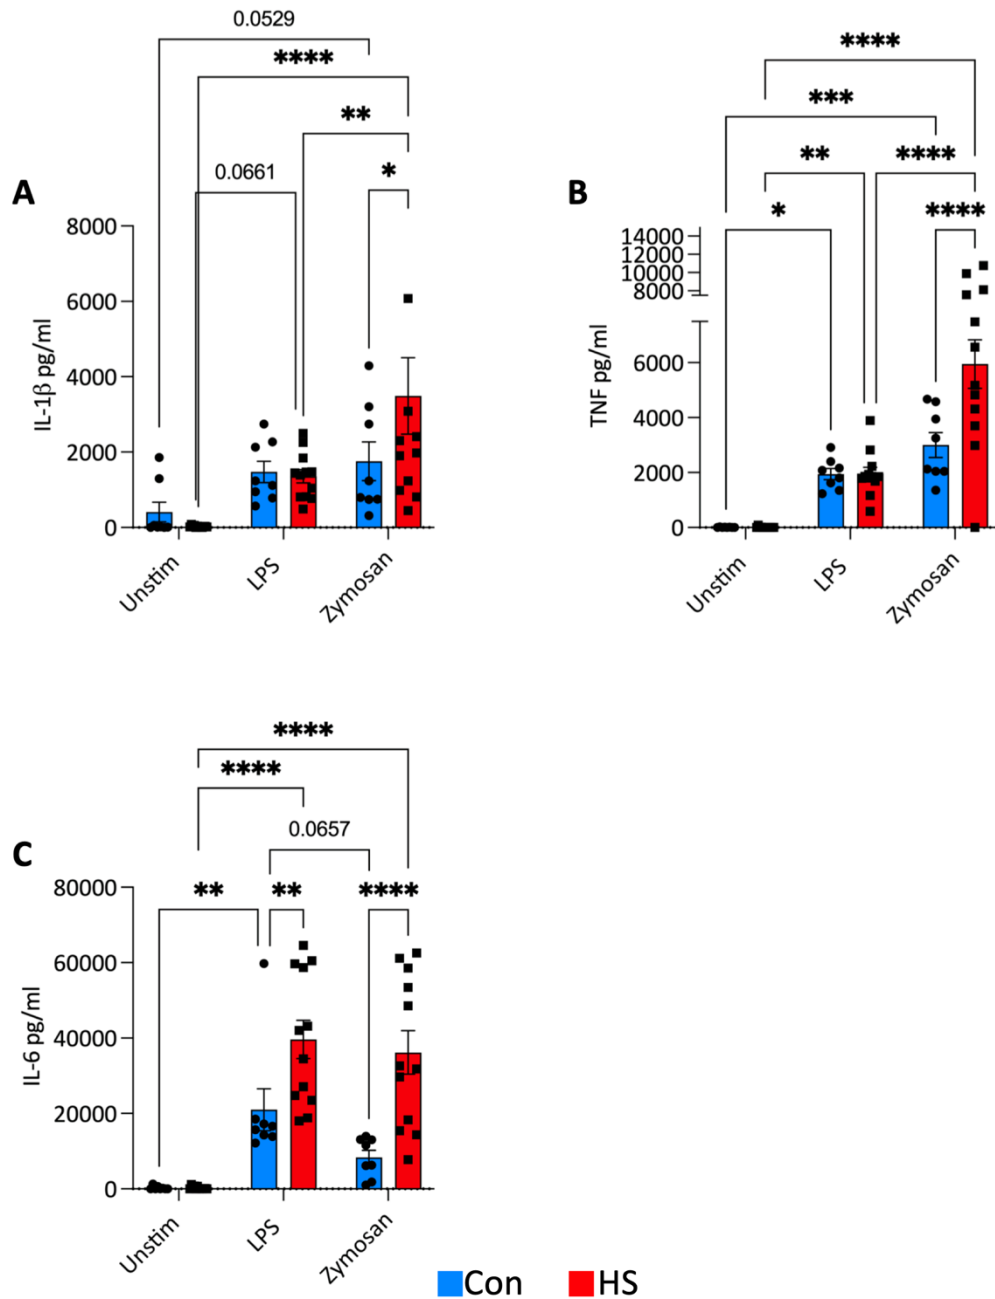 0.0529
****
**
*
0.0661
A
8000
6000
4000
2000
0
IL-1β pg/ml
Unstim
LPS
Zymosan
****
***
**
****
*
****
B
14000
12000
10000
8000
6000
4000
2000
0
TNF pg/ml
Unstim
LPS
Zymosan
****
****
0.0657
**
**
****
C
80000
60000
40000
20000
0
IL-6 pg/ml
Unstim
LPS
Zymosan
Con
HS